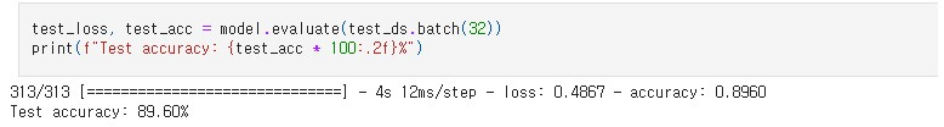 test_loss, test_acc = model.evaluate(test_ds.batch(32))
print(f"Test accuracy: {test_acc * 100:.2f}%")
313/313 [==============================] - 4s 12ms/step - loss: 0.4867 - accuracy: 0.8960
Test accuracy: 89.60%